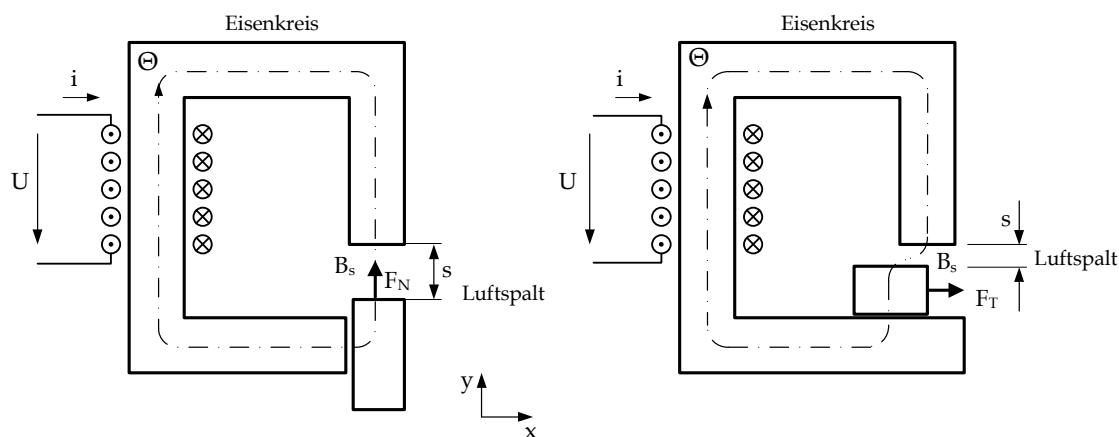 Eisenkreis
Θ
i
U
B_s
F_N
s
Luftspalt
y
x
Eisenkreis
Θ
i
U
s
B_s
Luftspalt
F_T